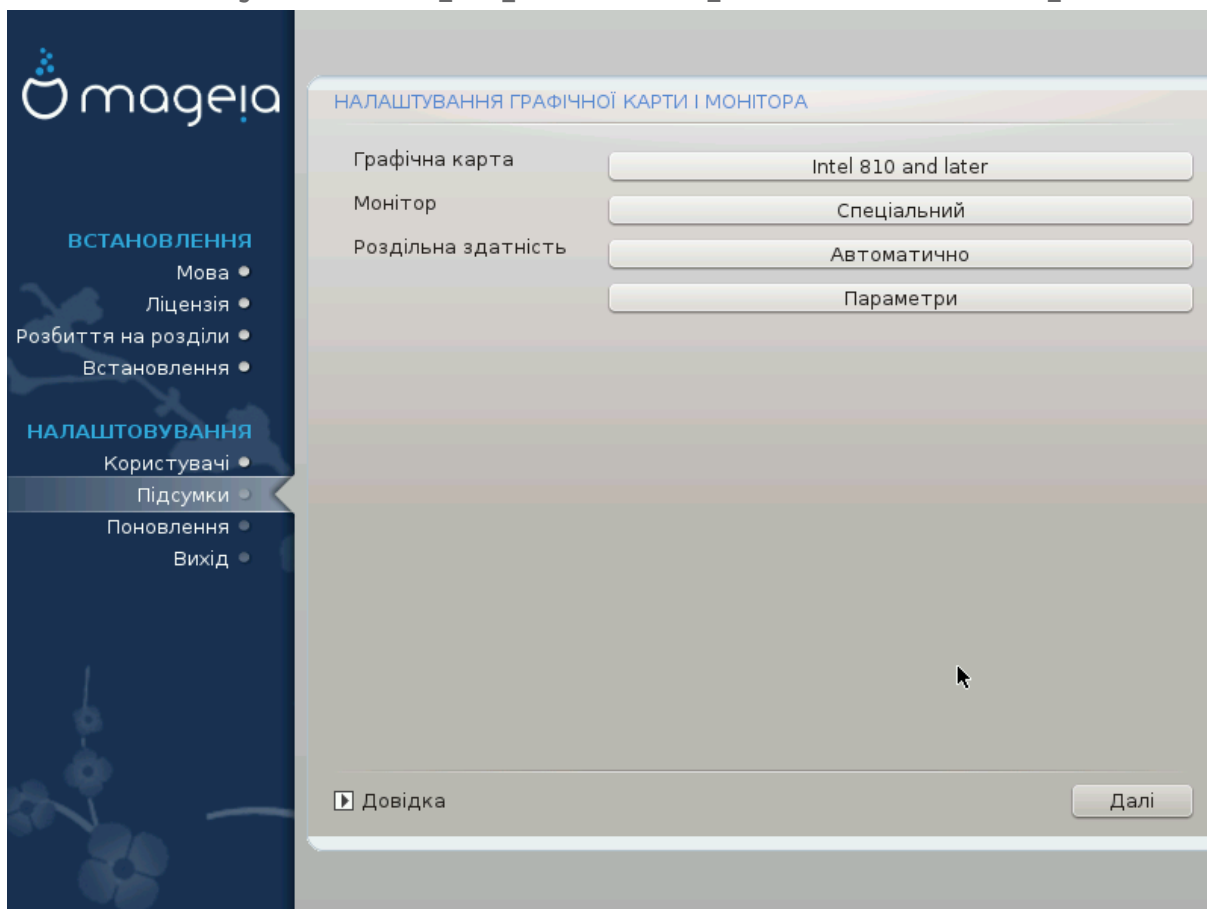 mageia
НАЛАШТУВАННЯ ГРАФІЧНОЇ КАРТИ І МОНІТОРА
Графічна карта
Intel 810 and later
Монітор
Спеціальний
Роздільна здатність
Автоматично
Параметри
ВСТАНОВЛЕННЯ
Мова
Ліцензія
Розбиття на розділи
Встановлення
НАЛАШТОВУВАННЯ
Користувачі
Підсумки
Поновлення
Вихід
Довідка
Далі